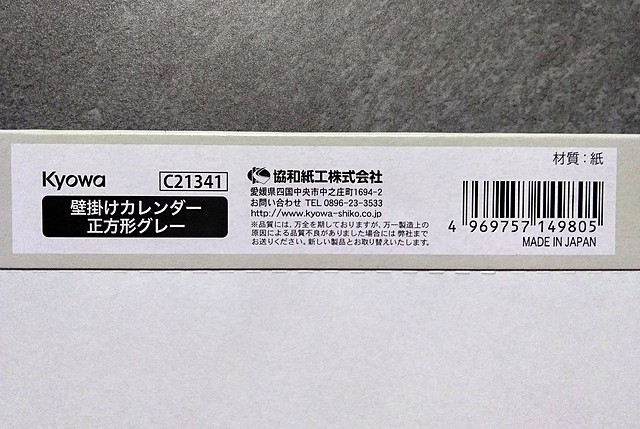 材質：紙
Kyowa
C21341
壁掛けカレンダー
正方形グレー
協和紙工株式会社
愛媛県四国中央市中之庄町1694-2
お問い合わせ TEL 0896-23-3533
http://www.kyowa-shiko.co.jp
※品質には、万全を期しておりますが、万一製造上の
原因による品質不良がありました場合には 弊社まで
お送りください。新しい製品とお取り替えいたします。
4 969757 149805
MADE IN JAPAN